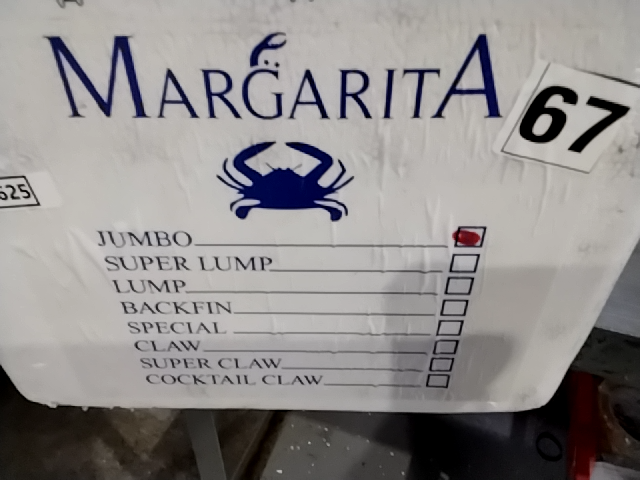 MARGARITA
67
625
JUMBO
SUPER LUMP
LUMP
BACKFIN
SPECIAL
CLAW
SUPER CLAW
COCKTAIL CLAW